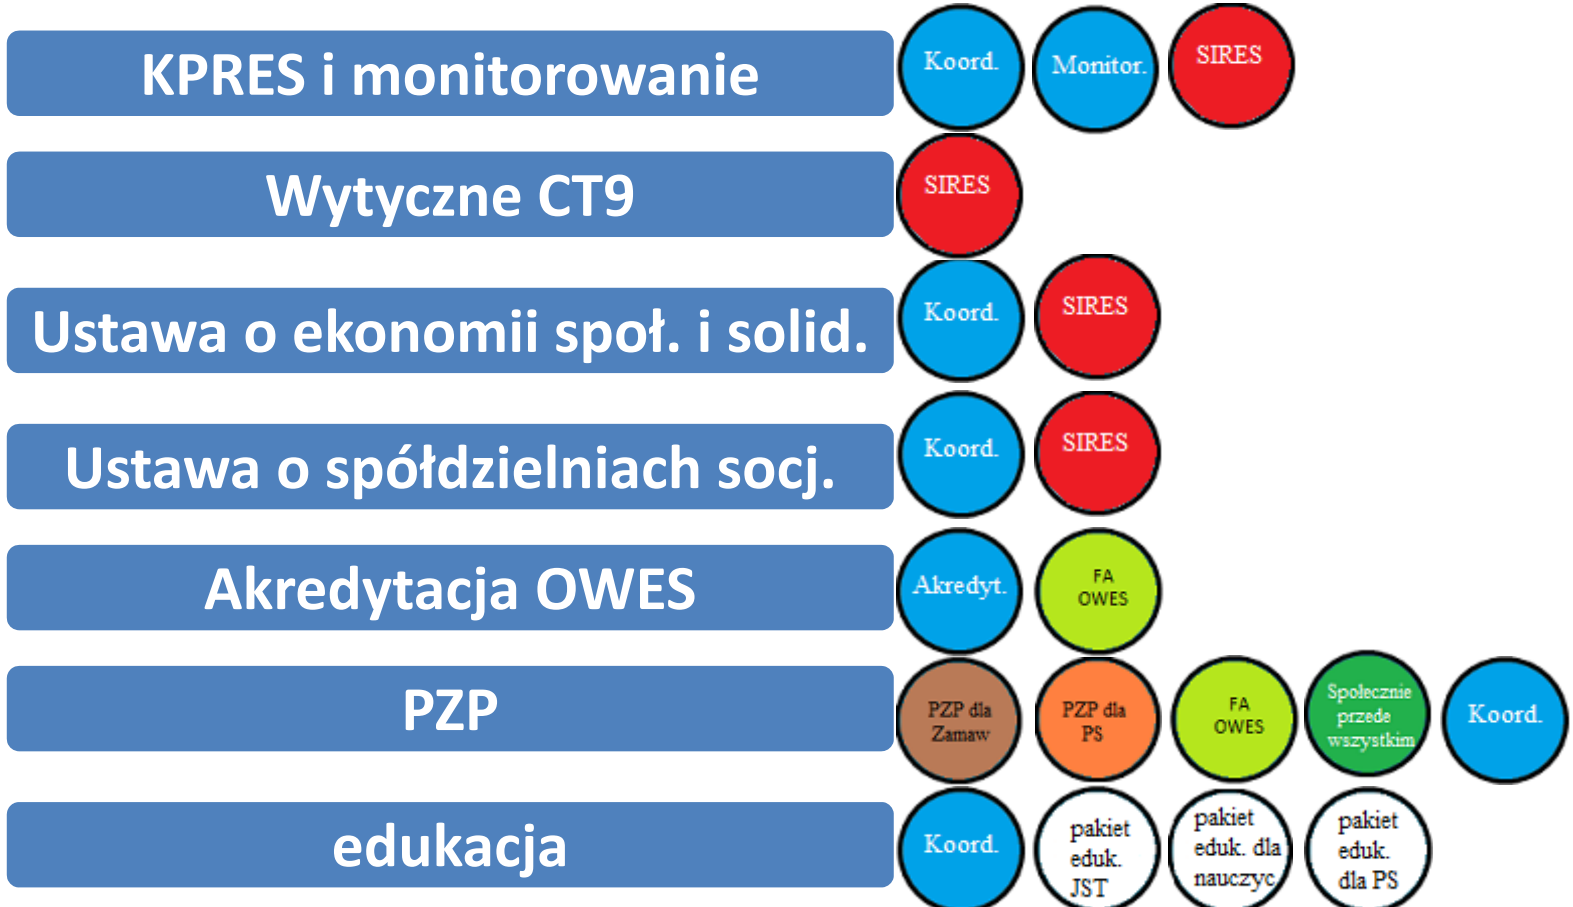 KPRES i monitorowanie
Koord.
Monitor.
SIRES
Wytyczne CT9
SIRES
Ustawa o ekonomii społ. i solid.
Koord.
SIRES
Ustawa o spółdzielniach socj.
Koord.
SIRES
Akredytacja OWES
Akredyt.
FA
OWES
PZP
PZP dla
Zamaw
PZP dla
PS
FA
OWES
Społecznie
przede
wszystkim
Koord.
edukacja
Koord.
pakiet
eduk.
JST
pakiet
eduk. dla
nauczyc
pakiet
eduk.
dla PS